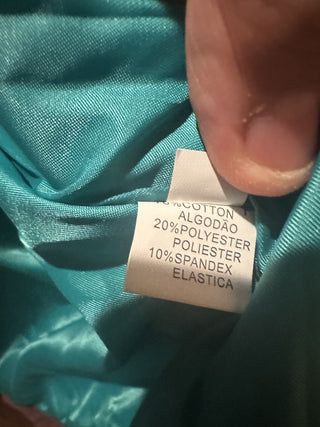 %COTTON
ALGODÃO
20%POLYESTER
POLIESTER
10%SPANDEX
ELASTICA